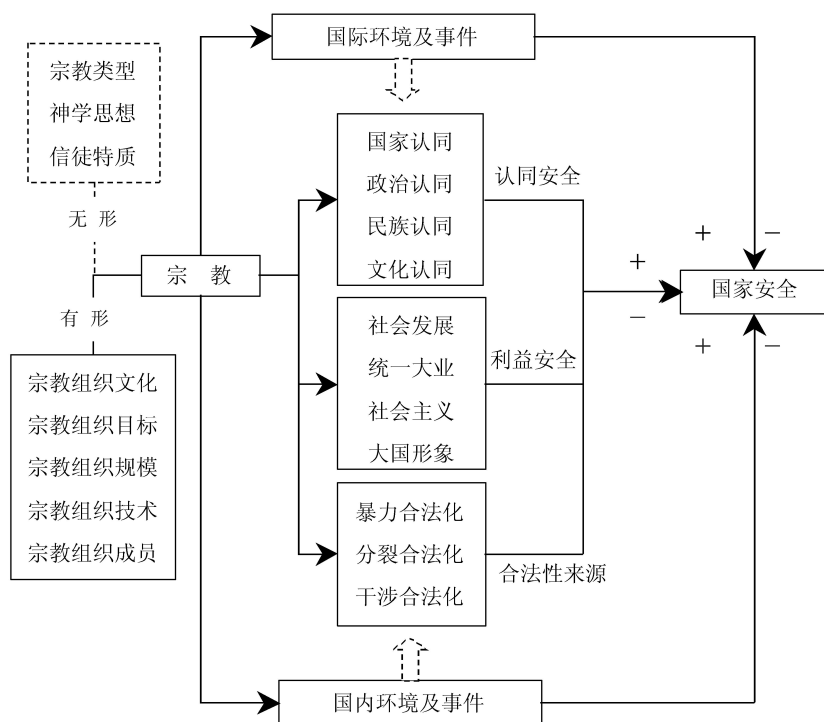 国际环境及事件
宗教类型
神学思想
信徒特质
无 形
宗 教
有 形
宗教组织文化
宗教组织目标
宗教组织规模
宗教组织技术
宗教组织成员
国家认同
政治认同
民族认同
文化认同
认同安全
社会发展
统一大业
社会主义
大国形象
利益安全
暴力合法化
分裂合法化
干涉合法化
合法性来源
+
−
+ −
国家安全
+ −
国内环境及事件